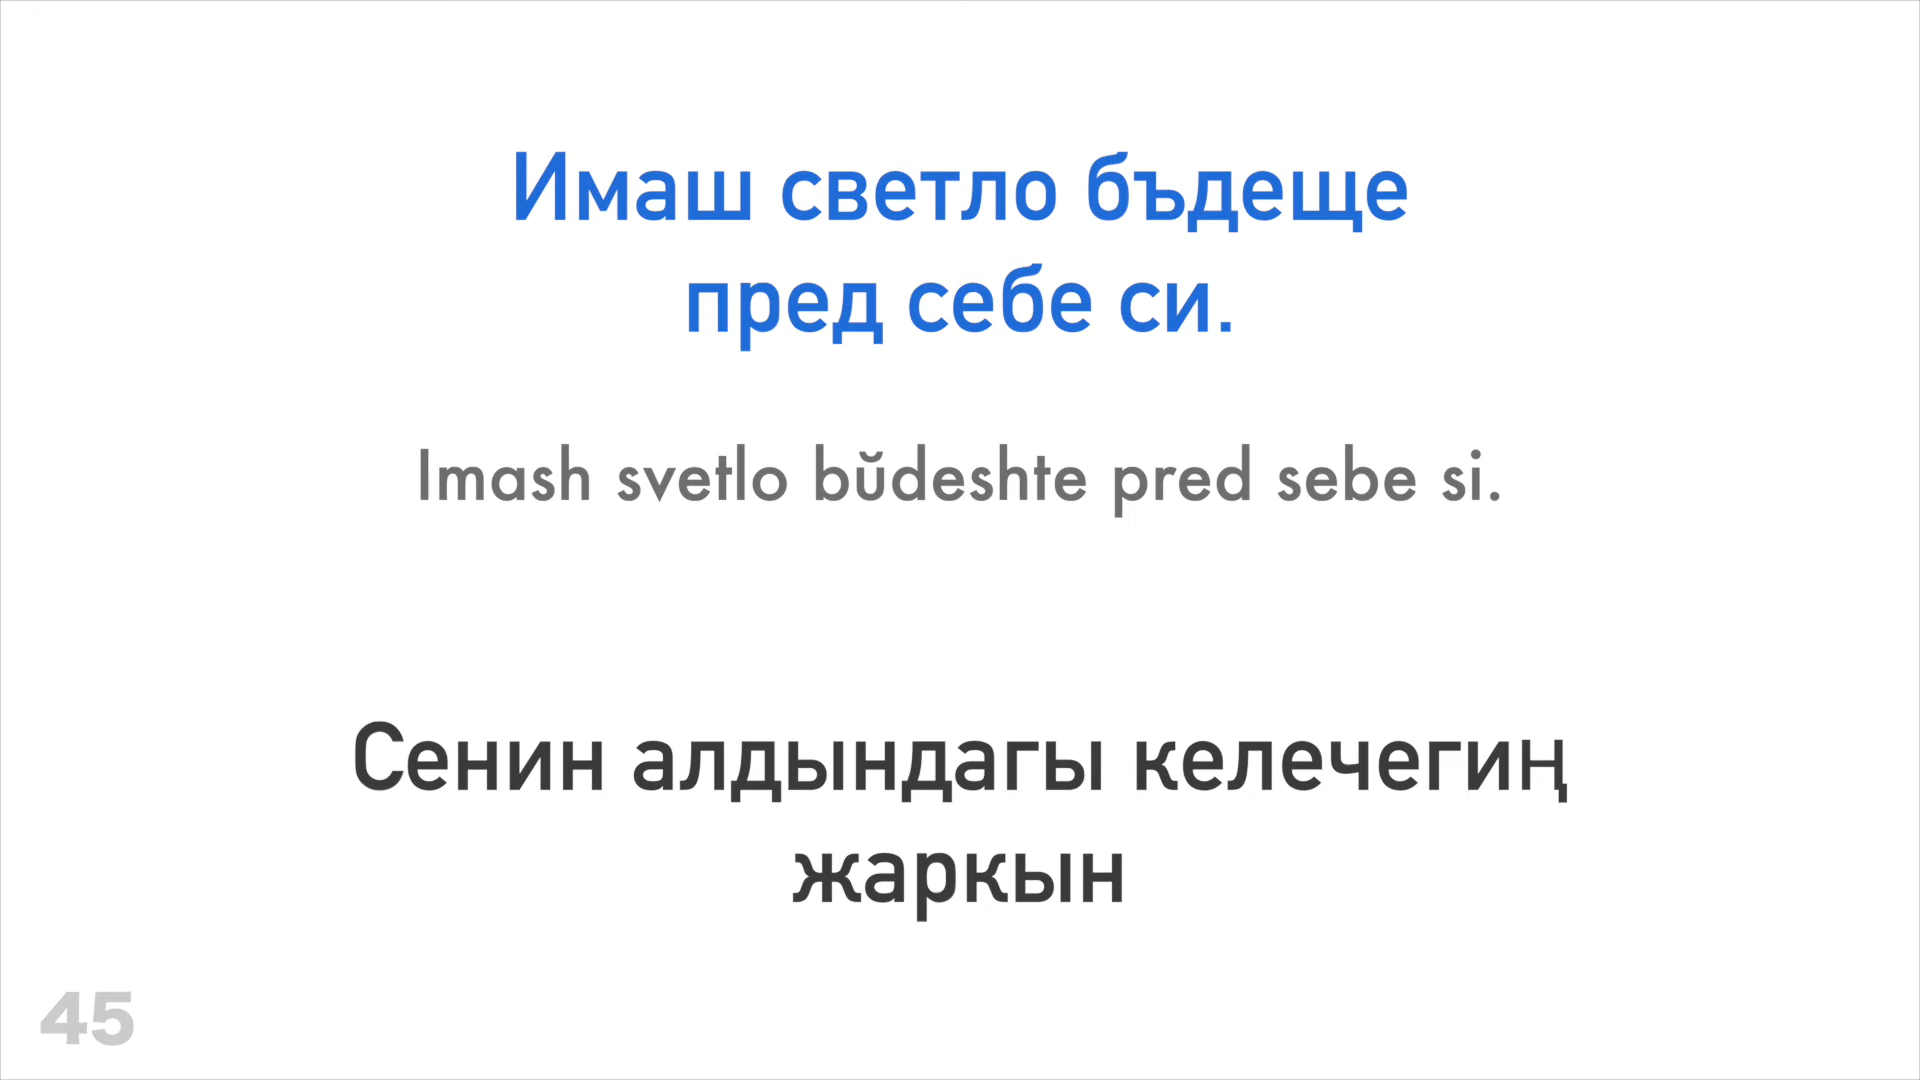 Имаш светло бъдеще
пред себе си.
Imash svetlo bŭdeshte pred sebe si.
Сенин алдындагы келечегиң
жаркын
45